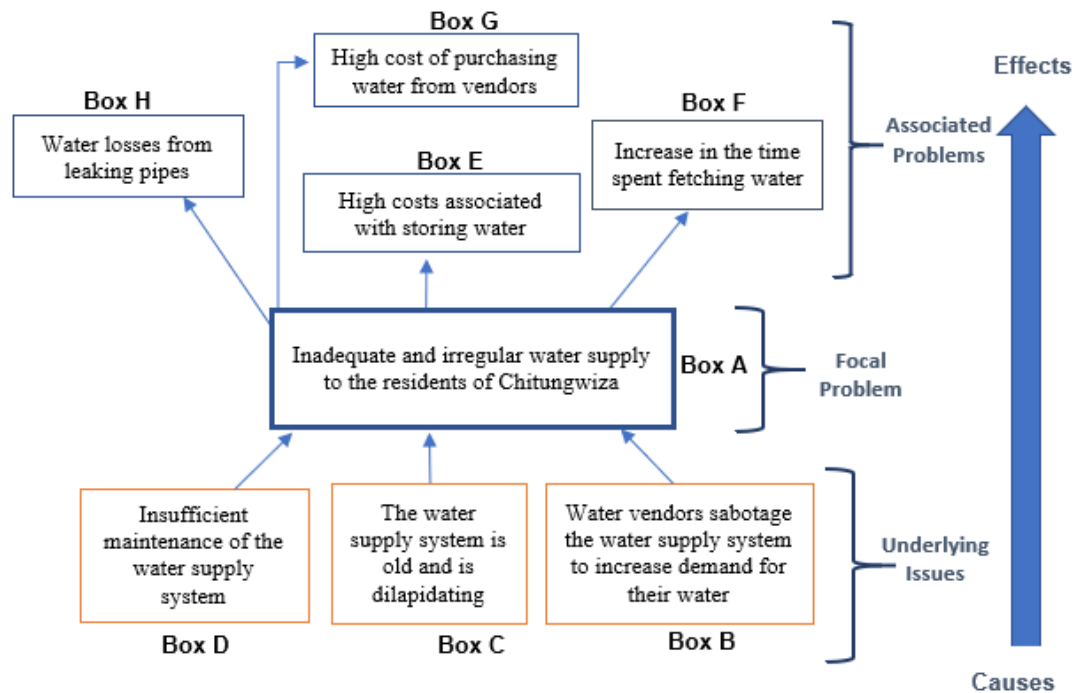 Box G
High cost of purchasing
water from vendors
Effects
Box H
Water losses from
leaking pipes
Box F
Increase in the time
spent fetching water
Associated
Problems
Box E
High costs associated
with storing water
Inadequate and irregular water supply
to the residents of Chitungwiza
Box A
Focal
Problem
Insufficient
maintenance of the
water supply
system
Box D
The water
supply system is
old and is
dilapidating
Box C
Water vendors sabotage
the water supply system
to increase demand for
their water
Box B
Underlying
Issues
Causes